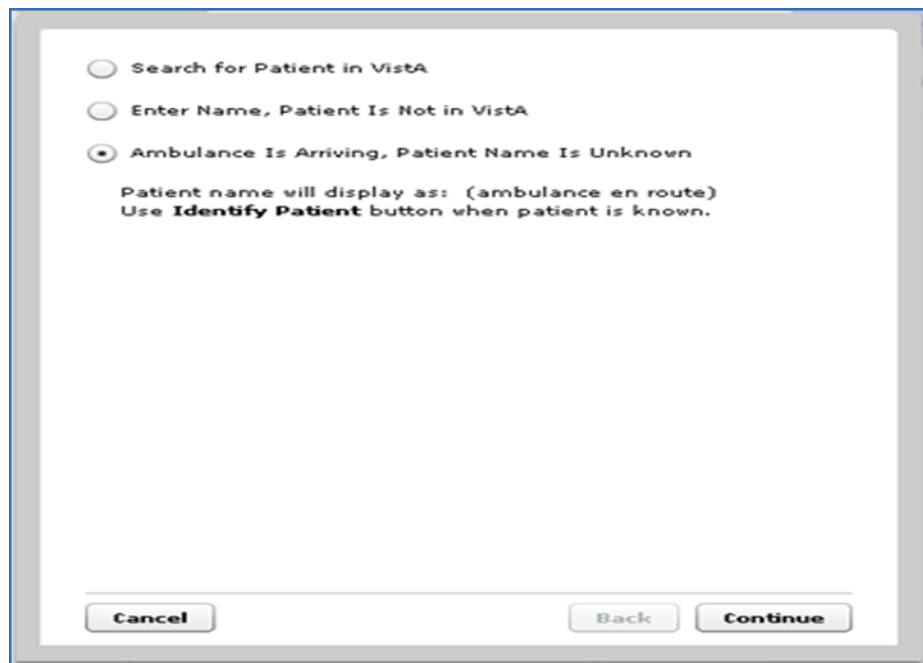 Search for Patient in VistA
Enter Name, Patient Is Not in VistA
Ambulance Is Arriving, Patient Name Is Unknown
Patient name will display as: (ambulance en route)
Use Identify Patient button when patient is known.
Cancel Back Continue